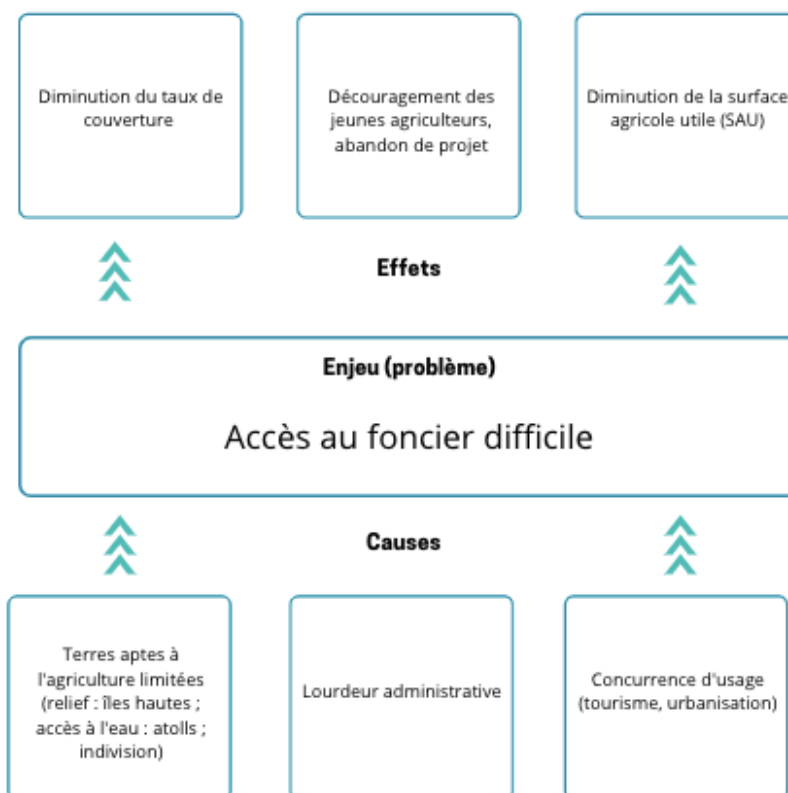 Diminution du taux de
couverture
Découragement des
jeunes agriculteurs,
abandon de projet
Diminution de la surface
agricole utile (SAU)
Effets
Enjeu (problème)
Accès au foncier difficile
Causes
Terres aptes à
l'agriculture limitées
(relief : îles hautes ;
accès à l'eau : atolls ;
indivision)
Lourdeur administrative
Concurrence d'usage
(tourisme, urbanisation)